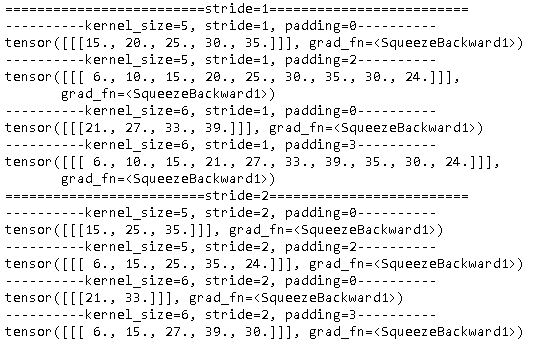 =========================stride=1=========================
----------kernel_size=5, stride=1, padding=0----------
tensor([[[15., 20., 25., 30., 35.]]], grad_fn=<SqueezeBackward1>)
----------kernel_size=5, stride=1, padding=2----------
tensor([[[ 6., 10., 15., 20., 25., 30., 35., 30., 24.]]],
       grad_fn=<SqueezeBackward1>)
----------kernel_size=6, stride=1, padding=0----------
tensor([[[21., 27., 33., 39.]]], grad_fn=<SqueezeBackward1>)
----------kernel_size=6, stride=1, padding=3----------
tensor([[[ 6., 10., 15., 21., 27., 33., 39., 35., 30., 24.]]],
       grad_fn=<SqueezeBackward1>)
=========================stride=2=========================
----------kernel_size=5, stride=2, padding=0----------
tensor([[[15., 25., 35.]]], grad_fn=<SqueezeBackward1>)
----------kernel_size=5, stride=2, padding=2----------
tensor([[[ 6., 15., 25., 35., 24.]]], grad_fn=<SqueezeBackward1>)
----------kernel_size=6, stride=2, padding=0----------
tensor([[[21., 33.]]], grad_fn=<SqueezeBackward1>)
----------kernel_size=6, stride=2, padding=3----------
tensor([[[ 6., 15., 27., 39., 30.]]], grad_fn=<SqueezeBackward1>)